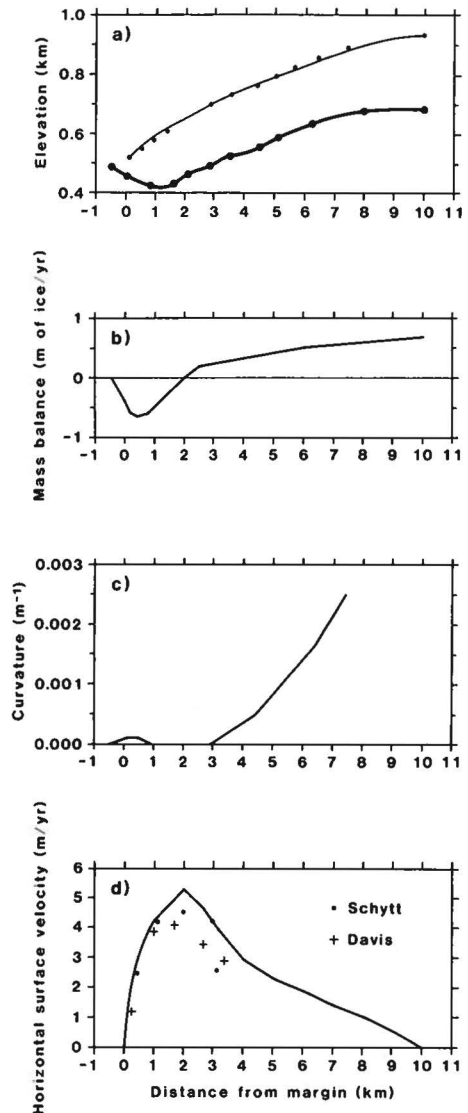 a)
Elevation (km)
1.0
0.8
0.6
0.4
-1 0 1 2 3 4 5 6 7 8 9 10
b)
Mass balance (m of ice/yr)
1
0
-1
-1 0 1 2 3 4 5 6 7 8 9 10
c)
Curvature (m⁻¹)
0.003
0.002
0.001
0.000
-1 0 1 2 3 4 5 6 7 8 9 10
d)
Horizontal surface velocity (m/yr)
6
5
4
3
2
1
0
• Schytt
+ Davis
-1 0 1 2 3 4 5 6 7 8 9 10
Distance from margin (km)